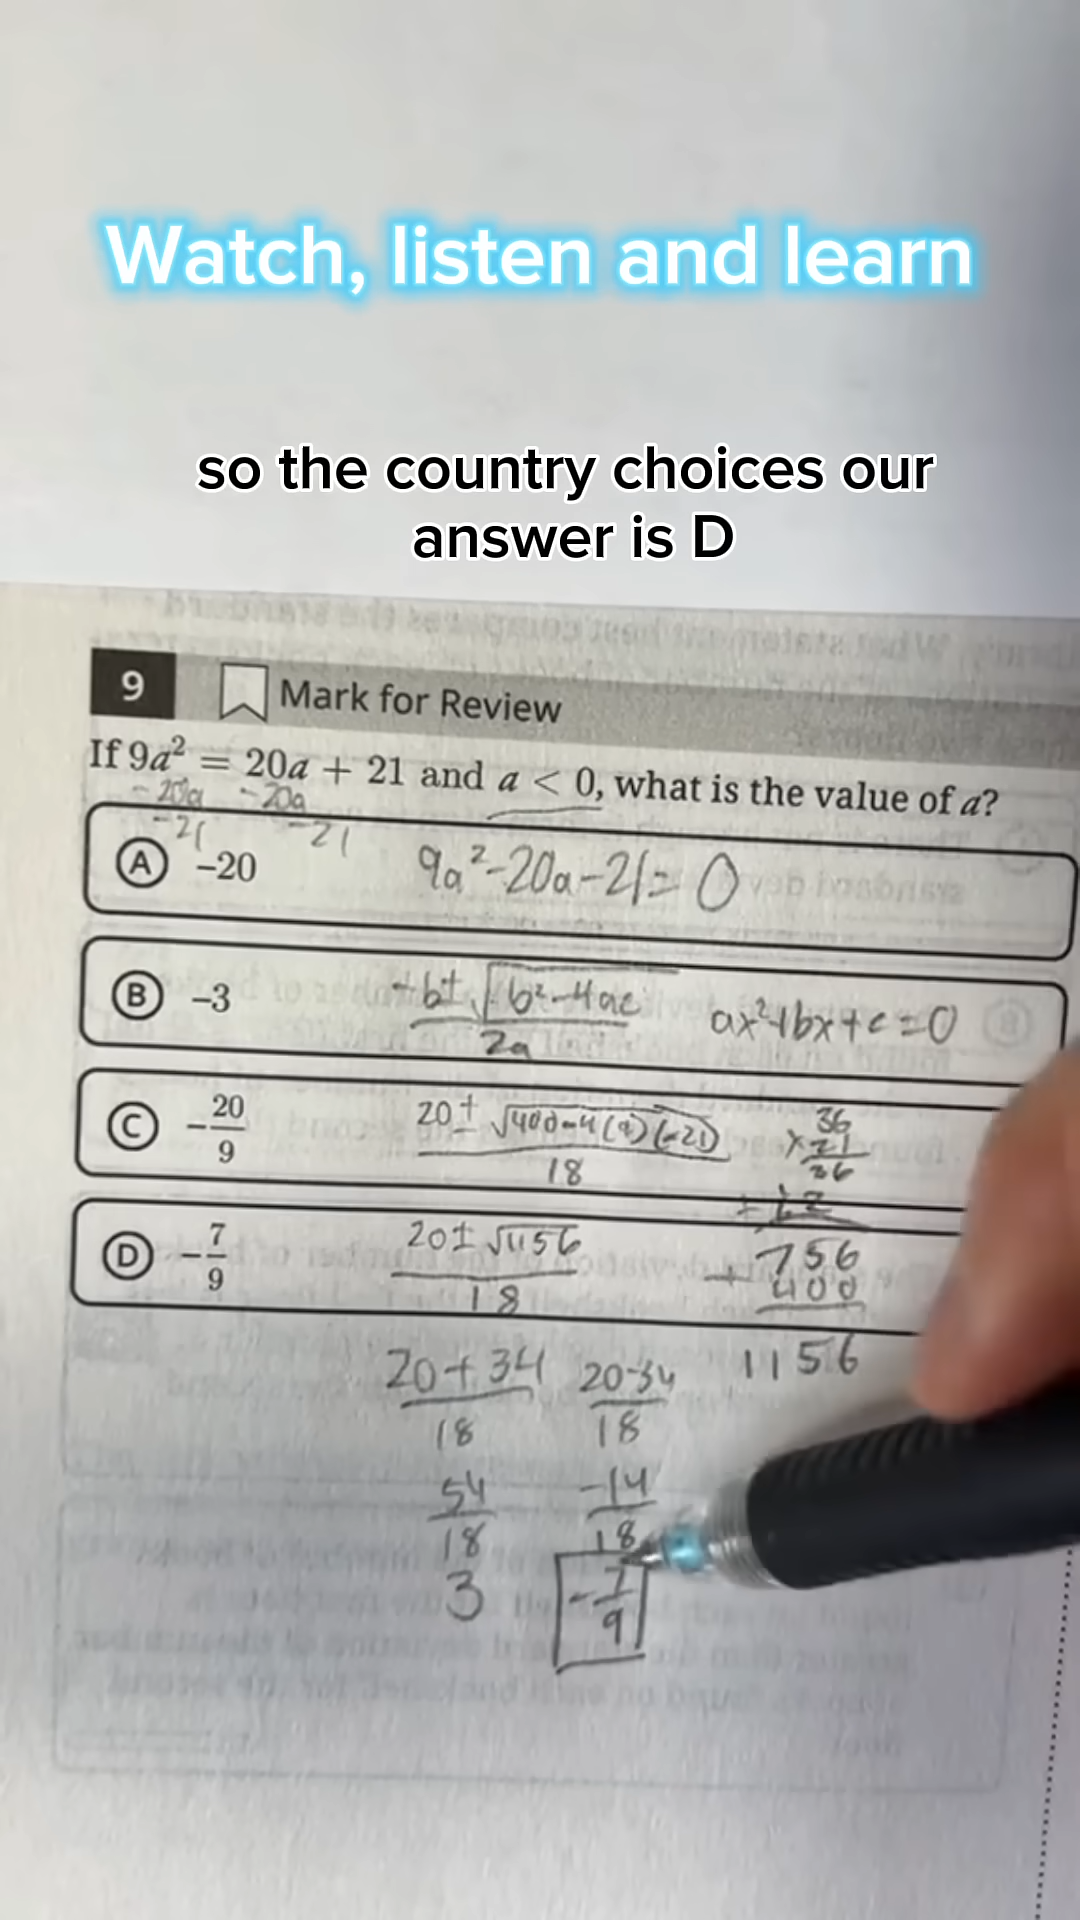 Watch, listen and learn
so the country choices our
answer is D
9 Mark for Review
If 9a² = 20a + 21 and a < 0, what is the value of a?
-20a -20a
-21 -21
A -20
9a²-20a-21=0
B -3
-b±√b²-4ac
2a
ax²+bx+c=0
C -20/9
20±√400-4(9)(-21)
18
36
×21
36
D -7/9
20±√1156
18
756
+400
1156
20+34
18
20-34
18
54
18
-14
18
3
-7/9